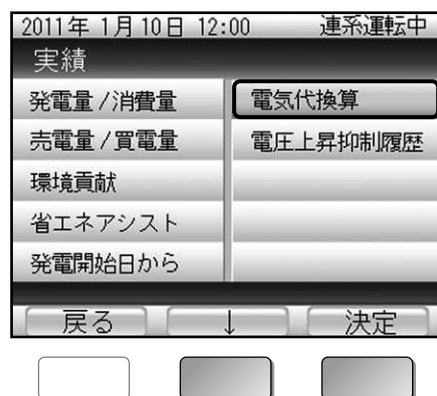 2011年 1月10日 12:00 連系運転中
実績
発電量/消費量 電気代換算
売電量/買電量 電圧上昇抑制履歴
環境貢献
省エネアシスト
発電開始日から
戻る ↓ 決定